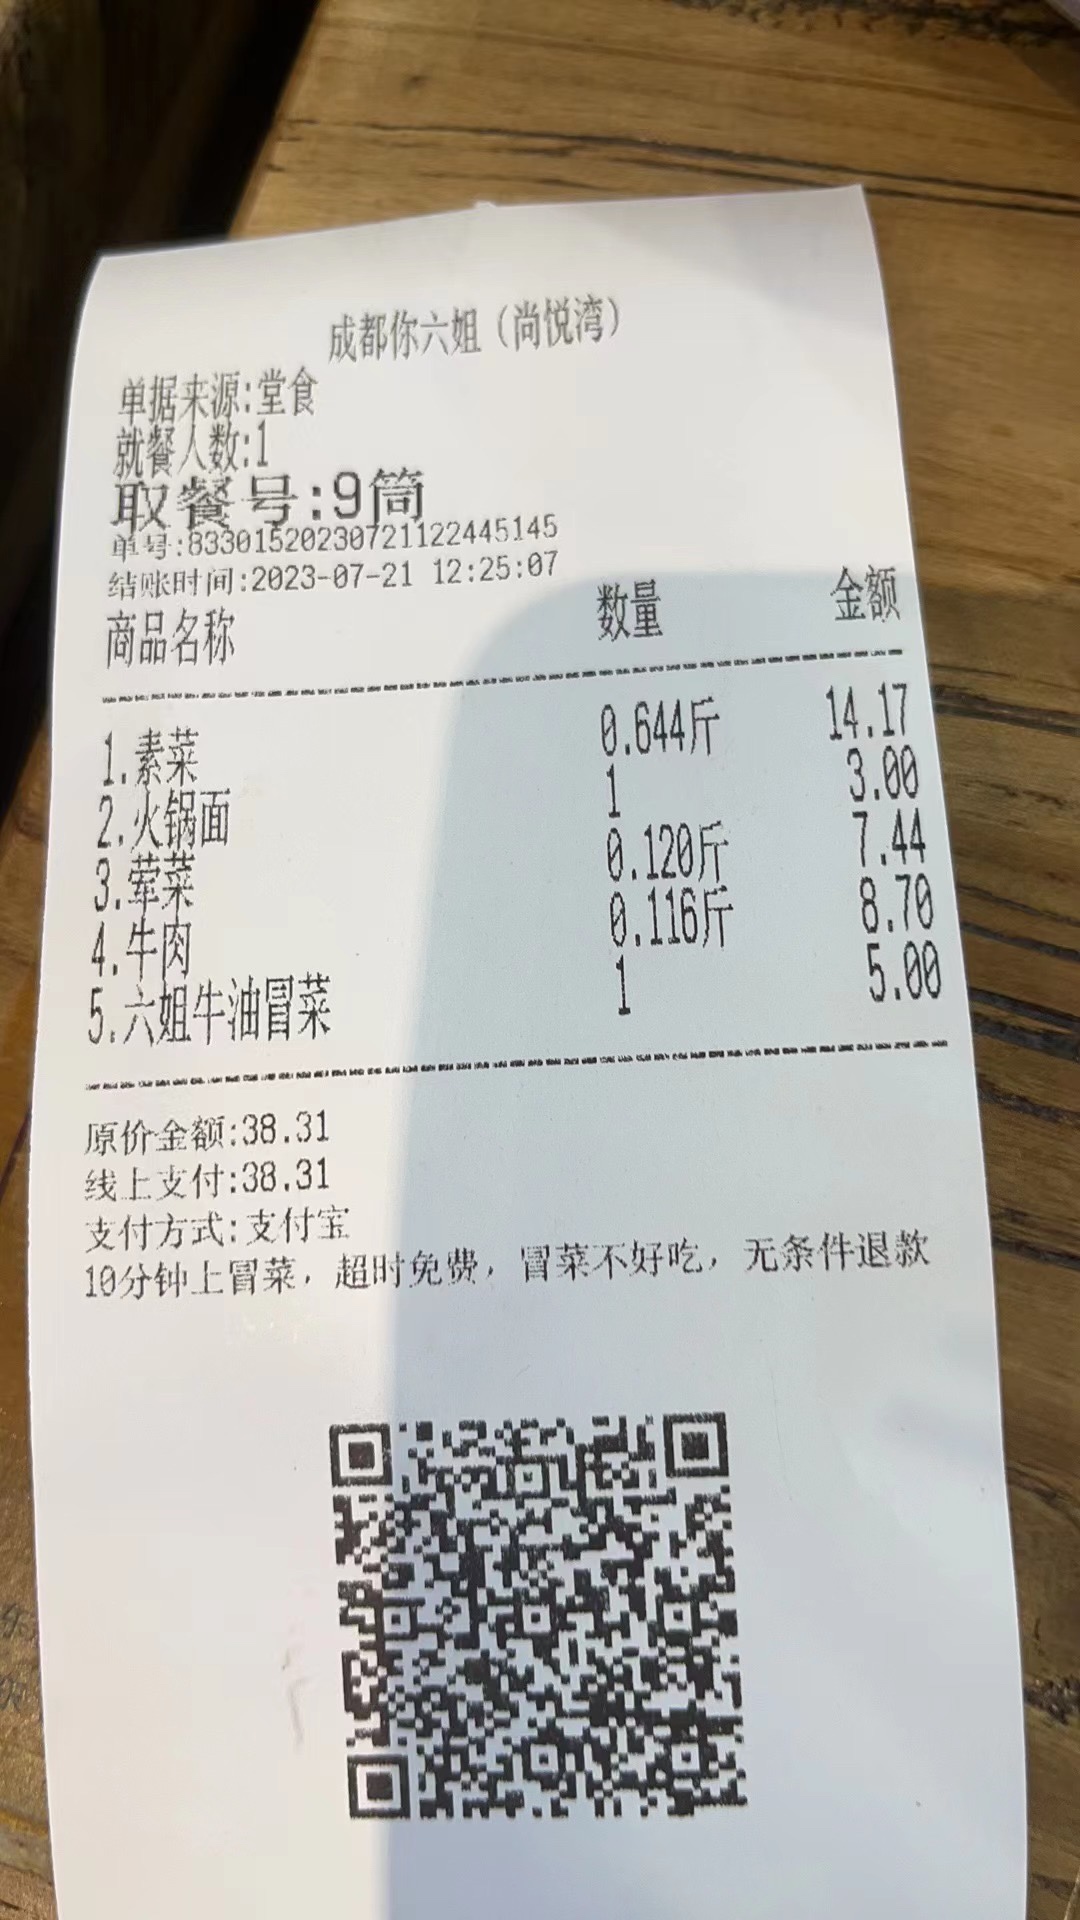 成都你六姐（尚悦湾）
单据来源:堂食
就餐人数:1
取餐号:9筒
单号:83301520230721122445145
结账时间:2023-07-21 12:25:07
商品名称 数量 金额
1.素菜 0.644斤 14.17
2.火锅面 1 3.00
3.荤菜 0.120斤 7.44
4.牛肉 0.116斤 8.70
5.六姐牛油冒菜 1 5.00
原价金额:38.31
线上支付:38.31
支付方式:支付宝
10分钟上冒菜，超时免费，冒菜不好吃，无条件退款